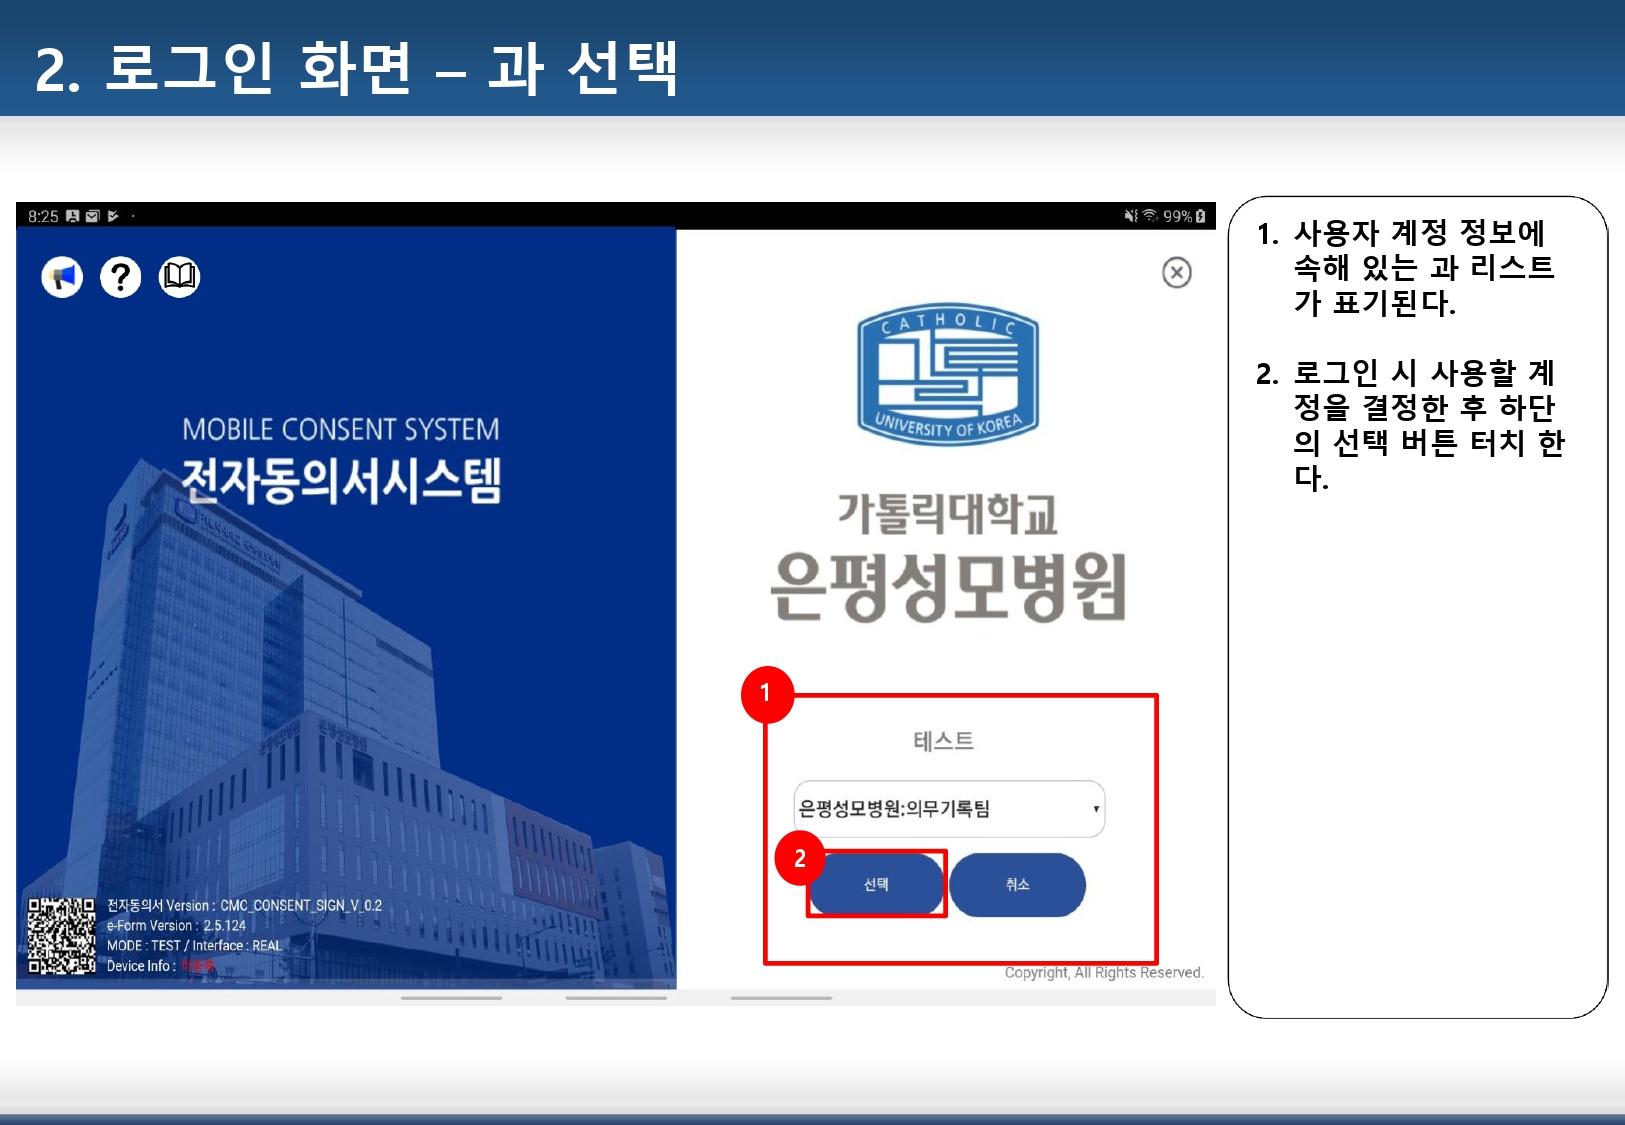 2. 로그인 화면 – 과 선택
8:25
99%
MOBILE CONSENT SYSTEM
전자동의서시스템
전자동의서 Version : CMC_CONSENT_SIGN_V_0.2
e-Form Version : 2.5.124
MODE : TEST / Interface : REAL
Device Info :
CATHOLIC
UNIVERSITY OF KOREA
가톨릭대학교
은평성모병원
1
테스트
은평성모병원:의무기록팀
2
선택
취소
Copyright, All Rights Reserved.
1. 사용자 계정 정보에
속해 있는 과 리스트
가 표기된다.
2. 로그인 시 사용할 계
정을 결정한 후 하단
의 선택 버튼 터치 한
다.